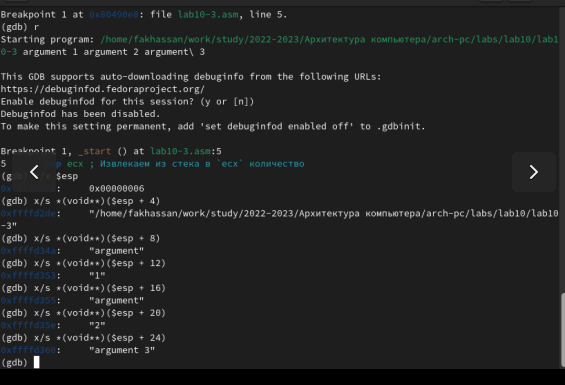 Breakpoint 1 at 0x80490e8: file lab10-3.asm, line 5.
(gdb) r
Starting program: /home/fakhassan/work/study/2022-2023/Архитектура компьютера/arch-pc/labs/lab10/lab1
0-3 argument 1 argument 2 argument\ 3
This GDB supports auto-downloading debuginfo from the following URLs:
https://debuginfod.fedoraproject.org/
Enable debuginfod for this session? (y or [n])
Debuginfod has been disabled.
To make this setting permanent, add 'set debuginfod enabled off' to .gdbinit.
Breakpoint 1, _start () at lab10-3.asm:5
5 p ecx ; Извлекаем из стека в `ecx` количество
(g $esp
0x : 0x00000006
(gdb) x/s *(void**)($esp + 4)
0xffffd2de: "/home/fakhassan/work/study/2022-2023/Архитектура компьютера/arch-pc/labs/lab10/lab10
-3"
(gdb) x/s *(void**)($esp + 8)
0xffffd34a: "argument"
(gdb) x/s *(void**)($esp + 12)
0xffffd353: "1"
(gdb) x/s *(void**)($esp + 16)
0xffffd355: "argument"
(gdb) x/s *(void**)($esp + 20)
0xffffd35e: "2"
(gdb) x/s *(void**)($esp + 24)
0xffffd360: "argument 3"
(gdb)